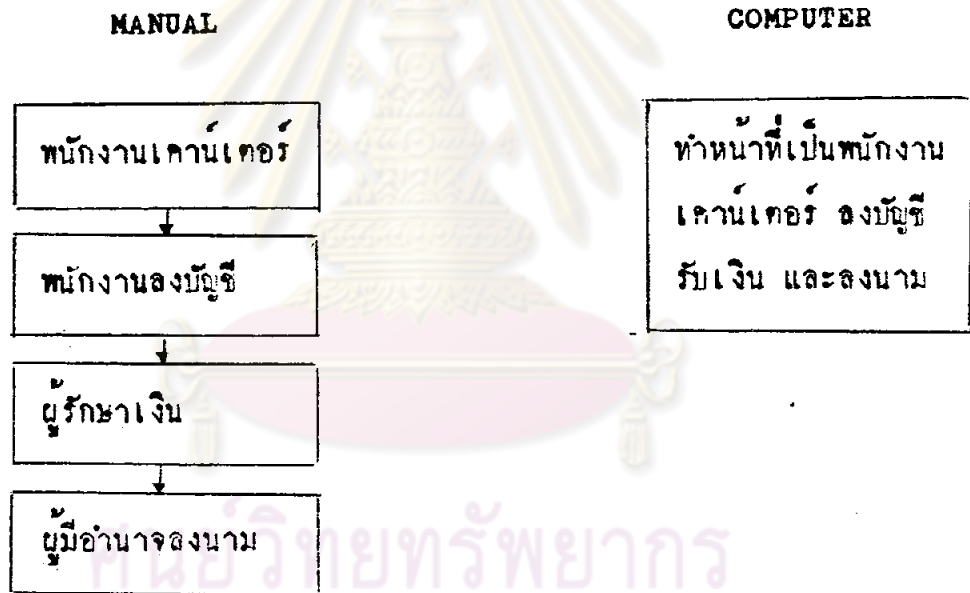 MANUAL
COMPUTER
พนักงานเคาน์เตอร์
พนักงานลงบัญชี
ผู้รักษาเงิน
ผู้มีอำนาจลงนาม
ทำหน้าที่เป็นพนักงาน
เคาน์เตอร์ ลงบัญชี
รับเงิน และลงนาม
ศูนย์วิทยทรัพยากร